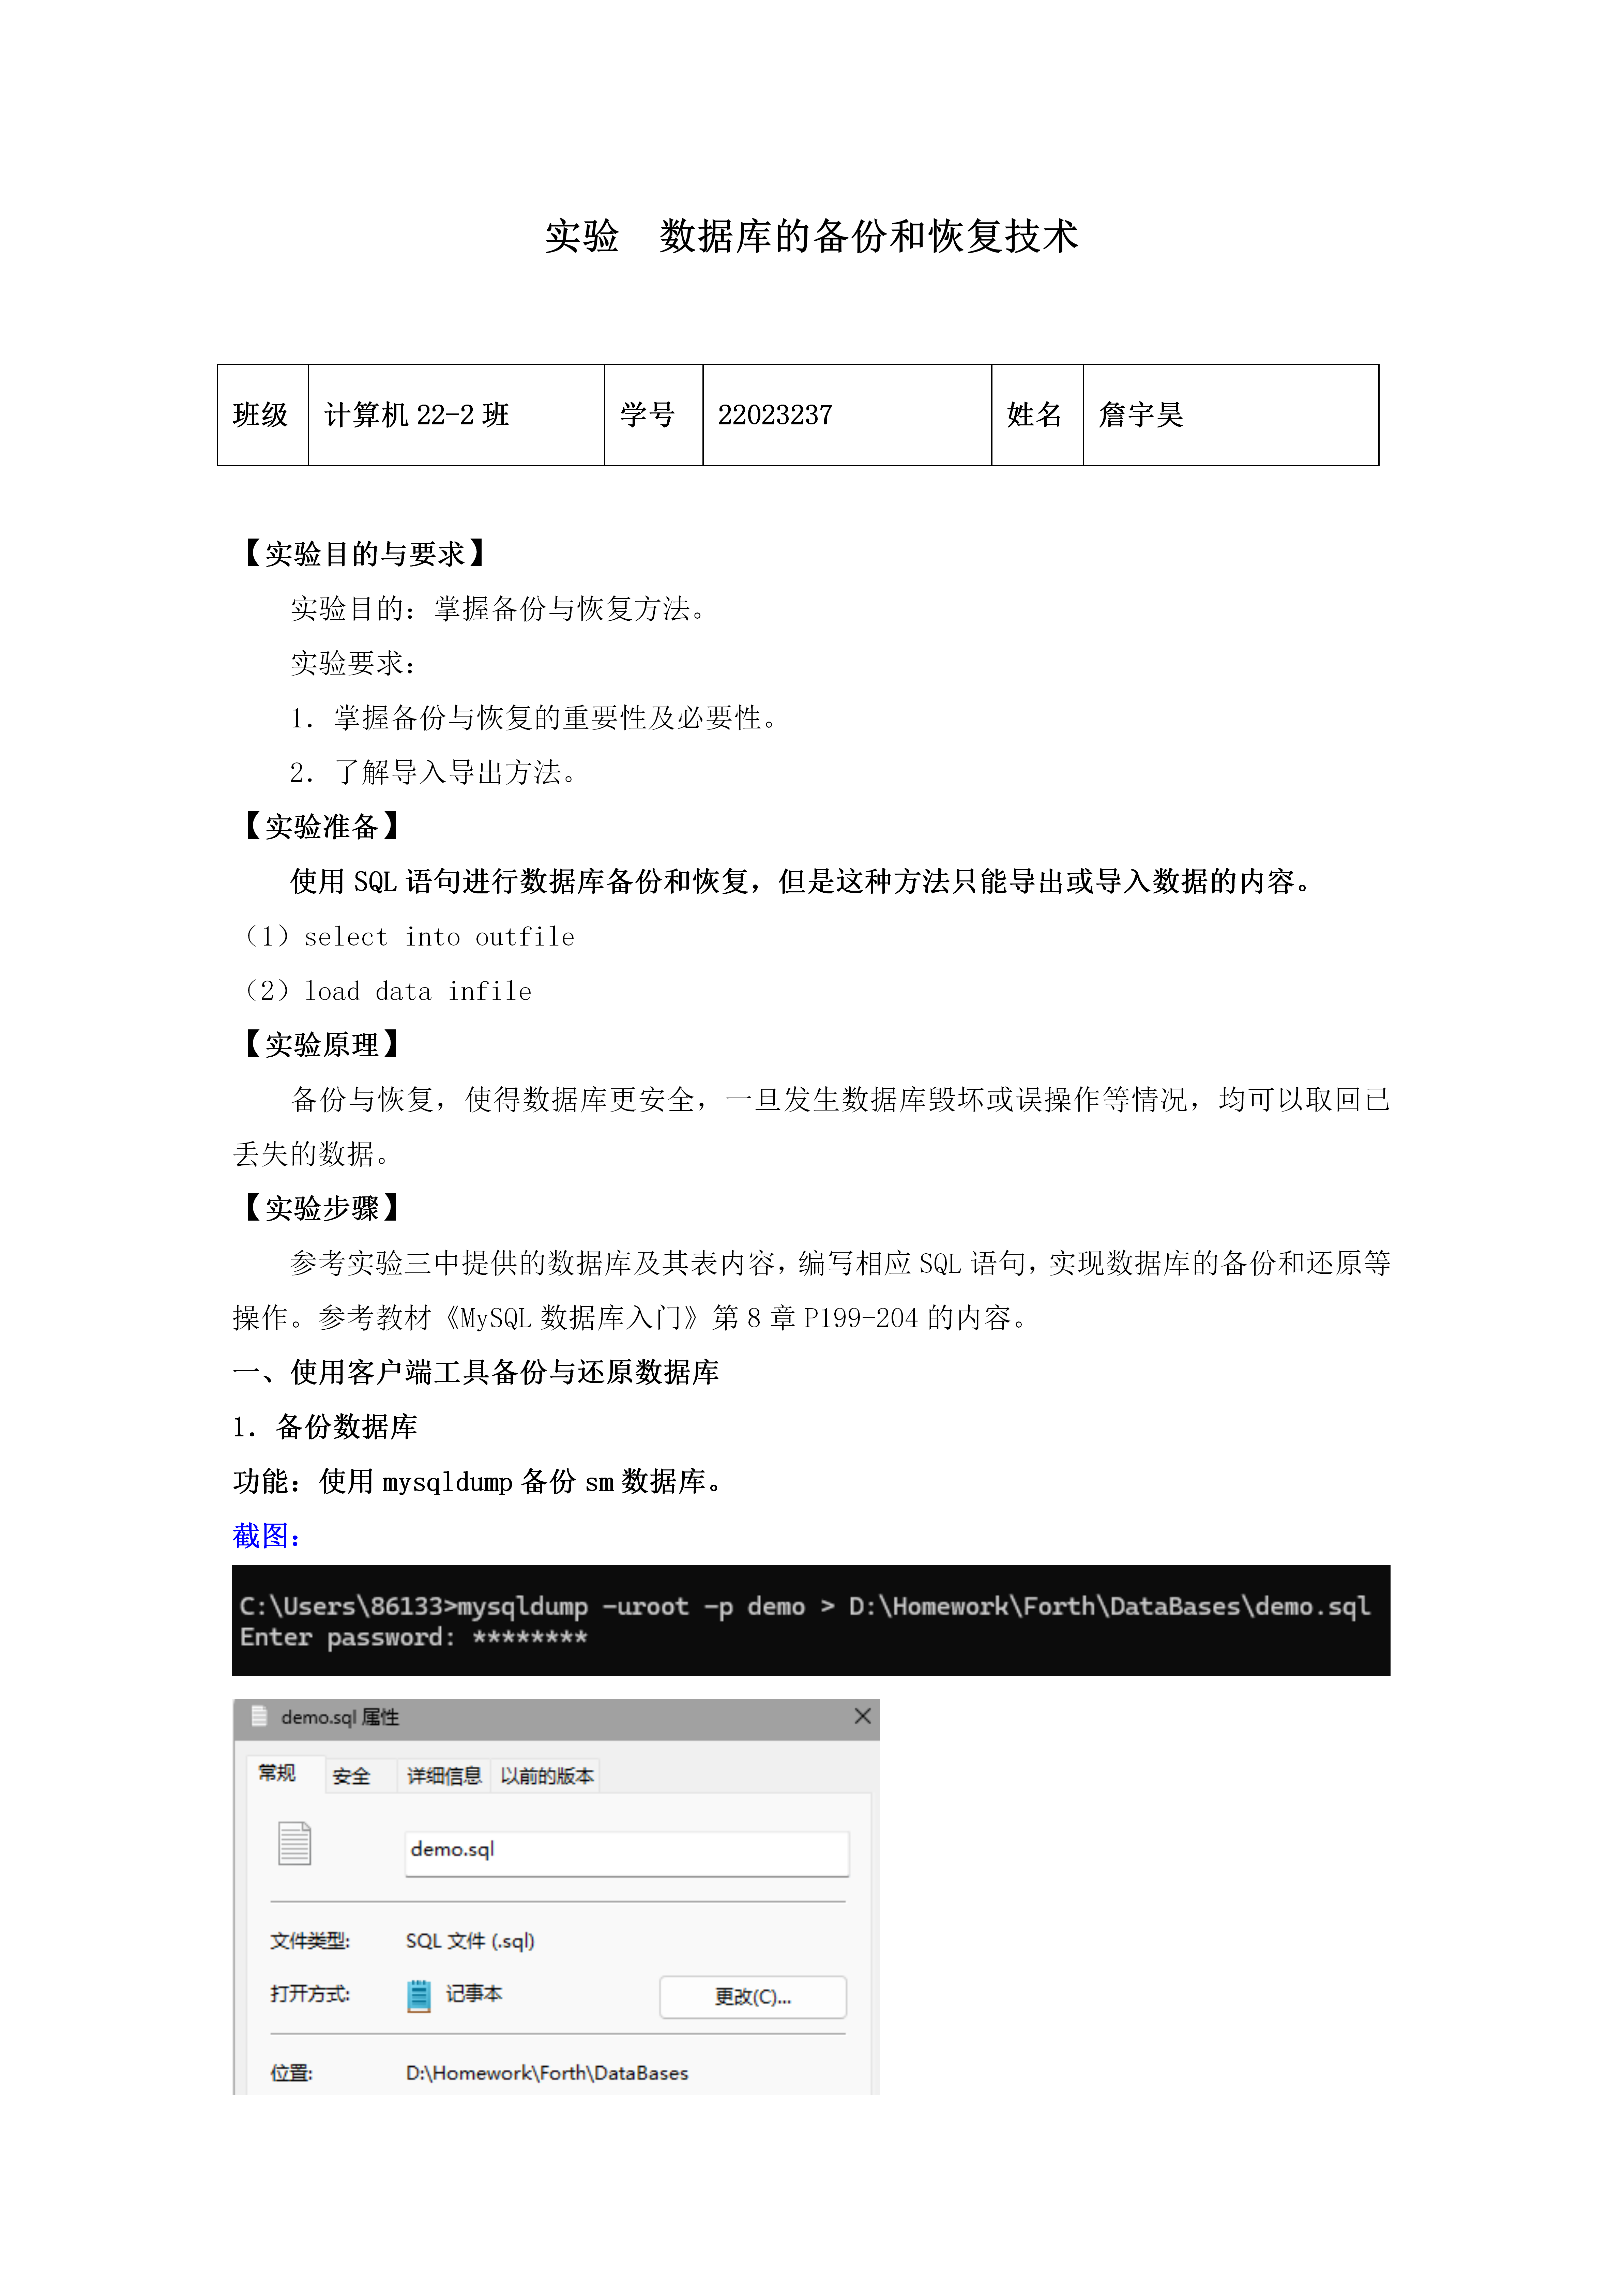 实验　数据库的备份和恢复技术
班级 计算机 22-2 班 学号 22023237 姓名 詹宇昊
【实验目的与要求】
实验目的：掌握备份与恢复方法。
实验要求：
1．掌握备份与恢复的重要性及必要性。
2．了解导入导出方法。
【实验准备】
使用 SQL 语句进行数据库备份和恢复，但是这种方法只能导出或导入数据的内容。
（1）select into outfile
（2）load data infile
【实验原理】
备份与恢复，使得数据库更安全，一旦发生数据库毁坏或误操作等情况，均可以取回已
丢失的数据。
【实验步骤】
参考实验三中提供的数据库及其表内容，编写相应 SQL 语句，实现数据库的备份和还原等
操作。参考教材《MySQL 数据库入门》第 8 章 P199-204 的内容。
一、使用客户端工具备份与还原数据库
1．备份数据库
功能：使用 mysqldump 备份 sm 数据库。
截图：
C:\Users\86133>mysqldump -uroot -p demo > D:\Homework\Forth\DataBases\demo.sql
Enter password: ********
demo.sql 属性
常规 安全 详细信息 以前的版本
demo.sql
文件类型: SQL 文件 (.sql)
打开方式: 记事本 更改(C)...
位置: D:\Homework\Forth\DataBases